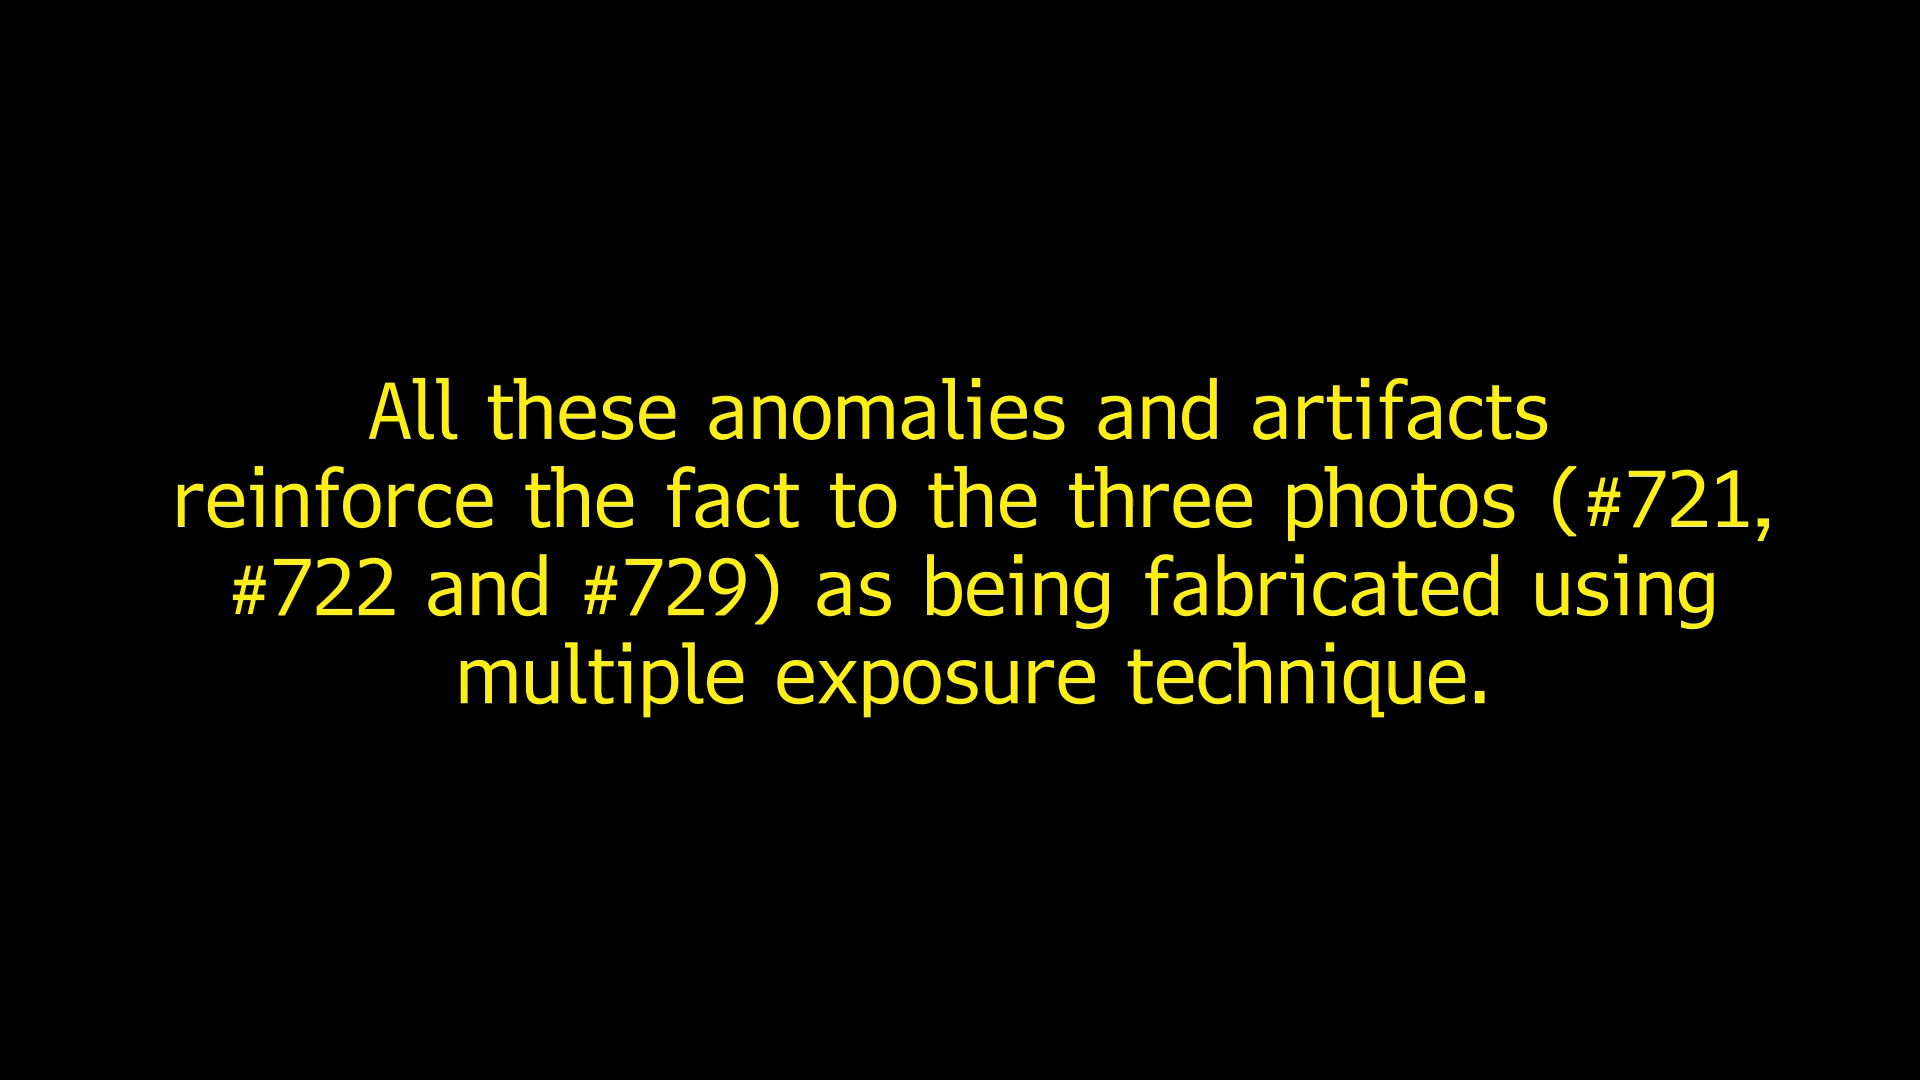 All these anomalies and artifacts
reinforce the fact to the three photos (#721,
#722 and #729) as being fabricated using
multiple exposure technique.